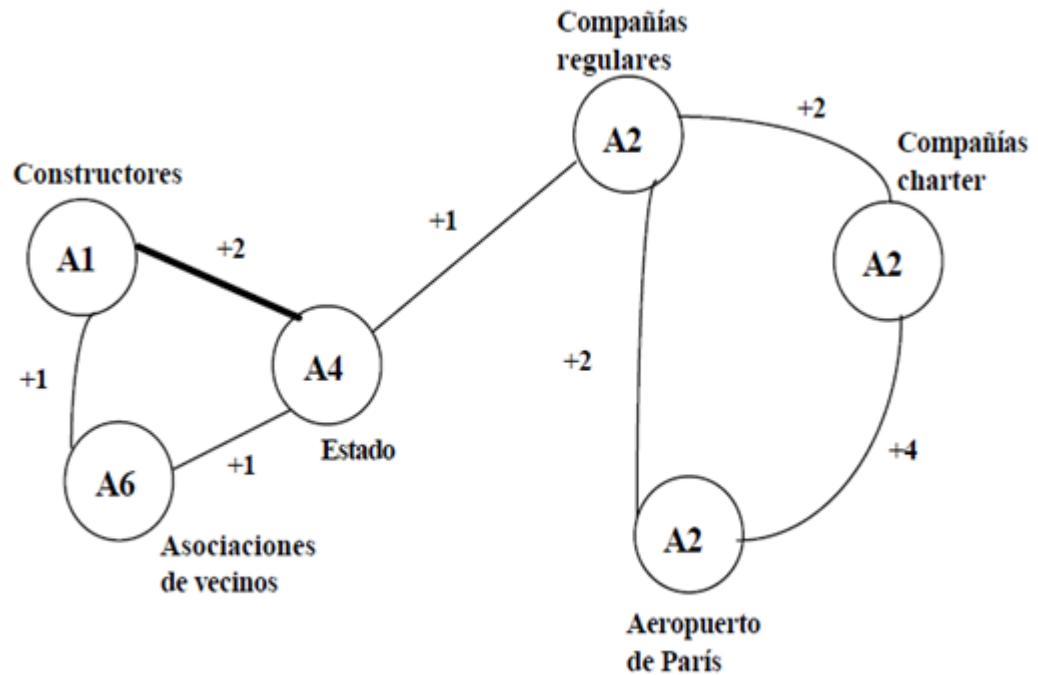 Compañías
regulares
A2
+2
Compañías
charter
A2
Constructores
A1
+2
+1
A4
Estado
+1
+1
A6
Asociaciones
de vecinos
+2
+4
A2
Aeropuerto
de París